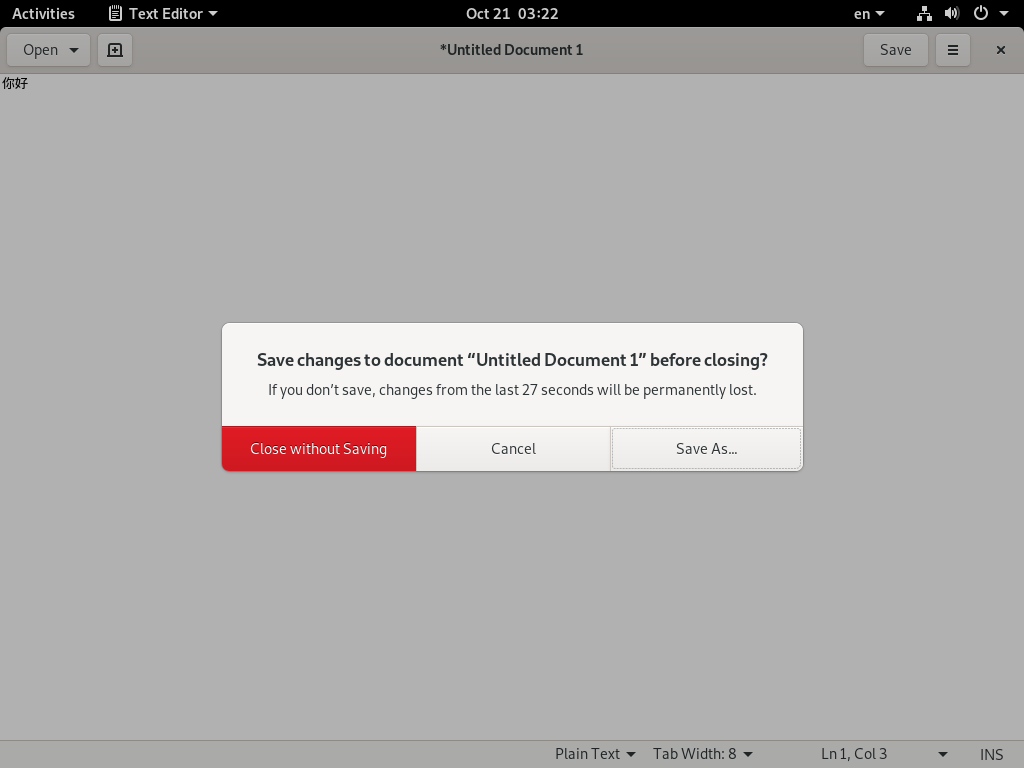 Activities Text Editor Oct 21 03:22 en
Open *Untitled Document 1 Save
你好
Save changes to document “Untitled Document 1” before closing?
If you don’t save, changes from the last 27 seconds will be permanently lost.
Close without Saving Cancel Save As...
Plain Text Tab Width: 8 Ln 1, Col 3 INS